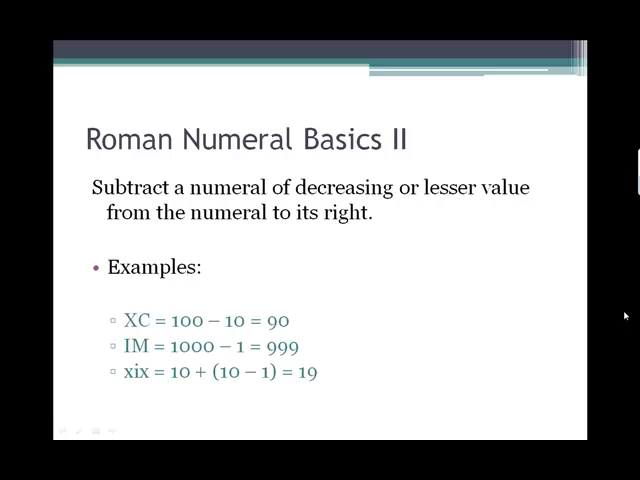 Roman Numeral Basics II
Subtract a numeral of decreasing or lesser value
from the numeral to its right.
• Examples:
▫ XC = 100 – 10 = 90
▫ IM = 1000 – 1 = 999
▫ xix = 10 + (10 – 1) = 19